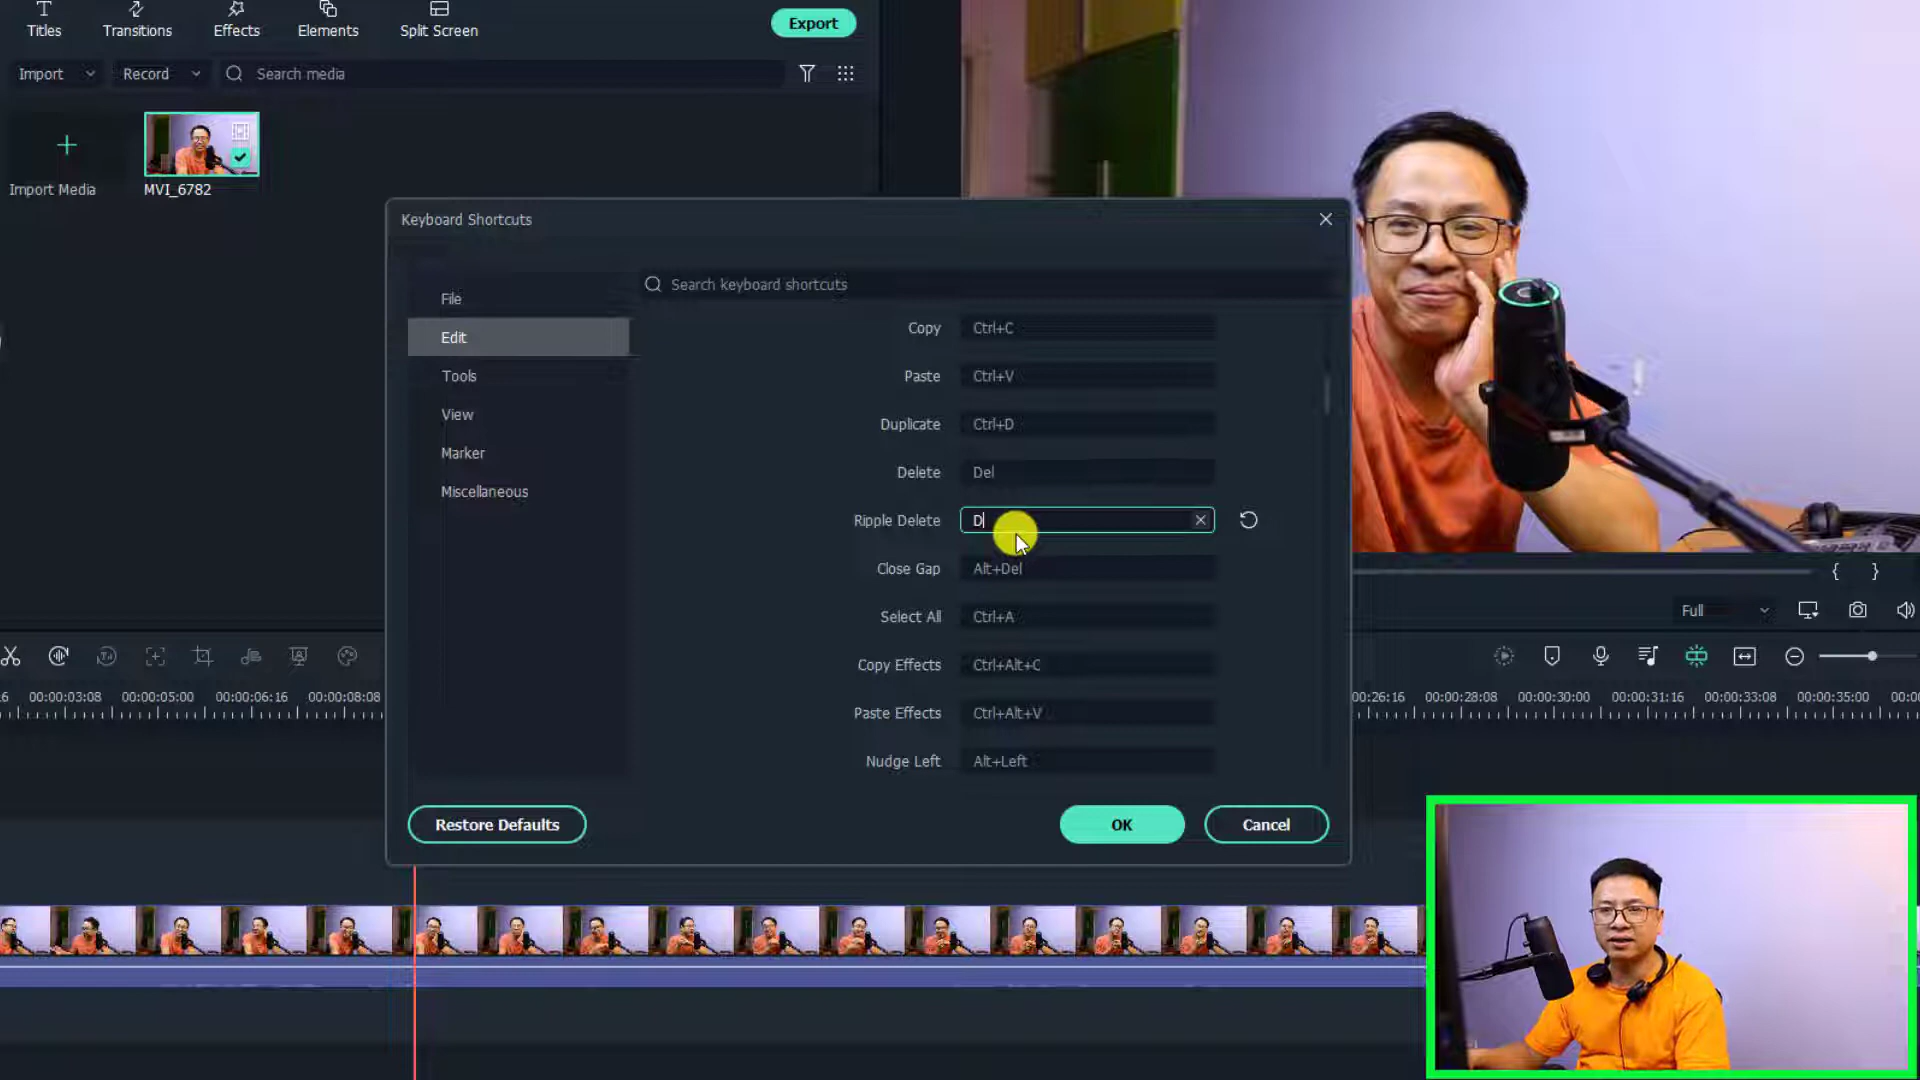 Titles
Transitions
Effects
Elements
Split Screen
Export
Import
Record
Search media
Import Media
MVI_6782
Keyboard Shortcuts
Search keyboard shortcuts
File
Edit
Tools
View
Marker
Miscellaneous
Copy Ctrl+C
Paste Ctrl+V
Duplicate Ctrl+D
Delete Del
Ripple Delete D
Close Gap Alt+Del
Select All Ctrl+A
Copy Effects Ctrl+Alt+C
Paste Effects Ctrl+Alt+V
Nudge Left Alt+Left
Restore Defaults
OK
Cancel
{ }
Full
00:00:03:08 00:00:05:00 00:00:06:16 00:00:08:08
00:26:16 00:00:28:08 00:00:30:00 00:00:31:16 00:00:33:08 00:00:35:00